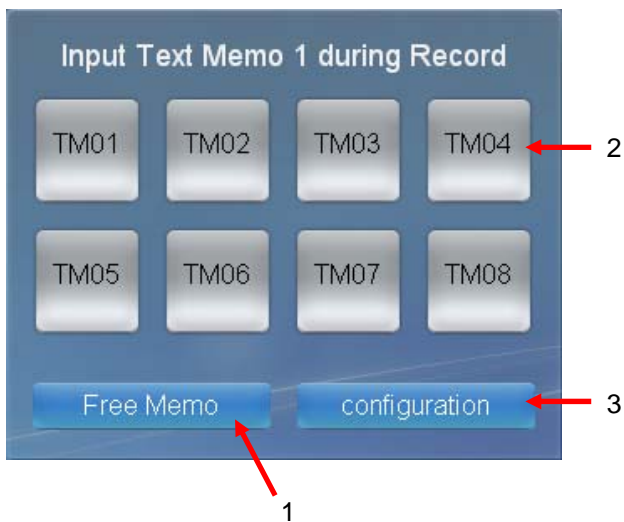 Input Text Memo 1 during Record
TM01 TM02 TM03 TM04 2
TM05 TM06 TM07 TM08
Free Memo configuration 3
1